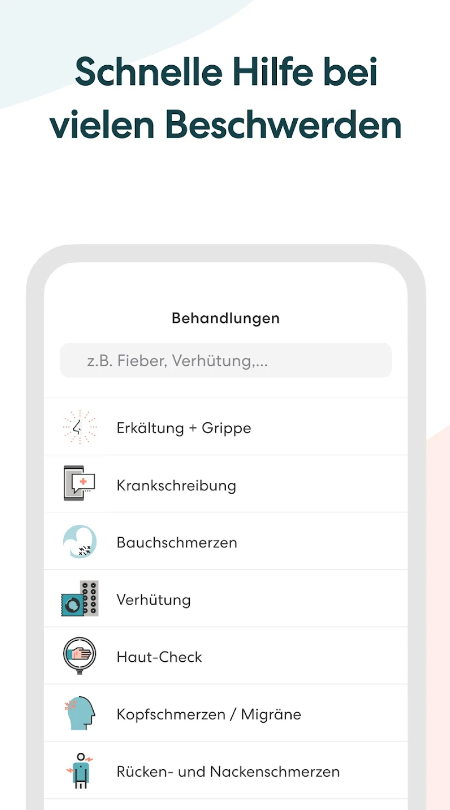 Schnelle Hilfe bei
vielen Beschwerden
Behandlungen
z.B. Fieber, Verhütung,...
Erkältung + Grippe
Krankschreibung
Bauchschmerzen
Verhütung
Haut-Check
Kopfschmerzen / Migräne
Rücken- und Nackenschmerzen